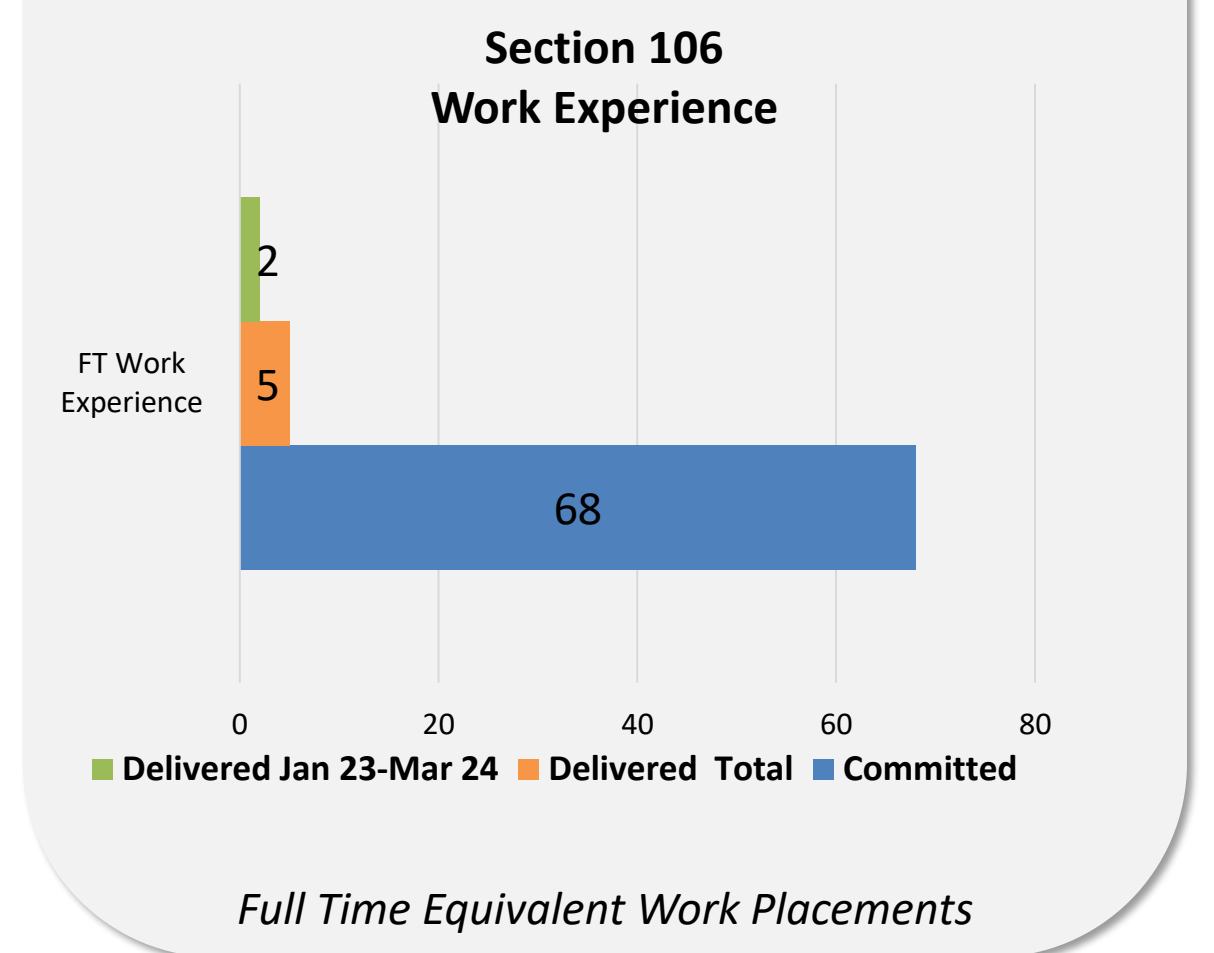 Section 106
Work Experience
2
FT Work
Experience
5
68
0 20 40 60 80
Delivered Jan 23-Mar 24 Delivered Total Committed
Full Time Equivalent Work Placements